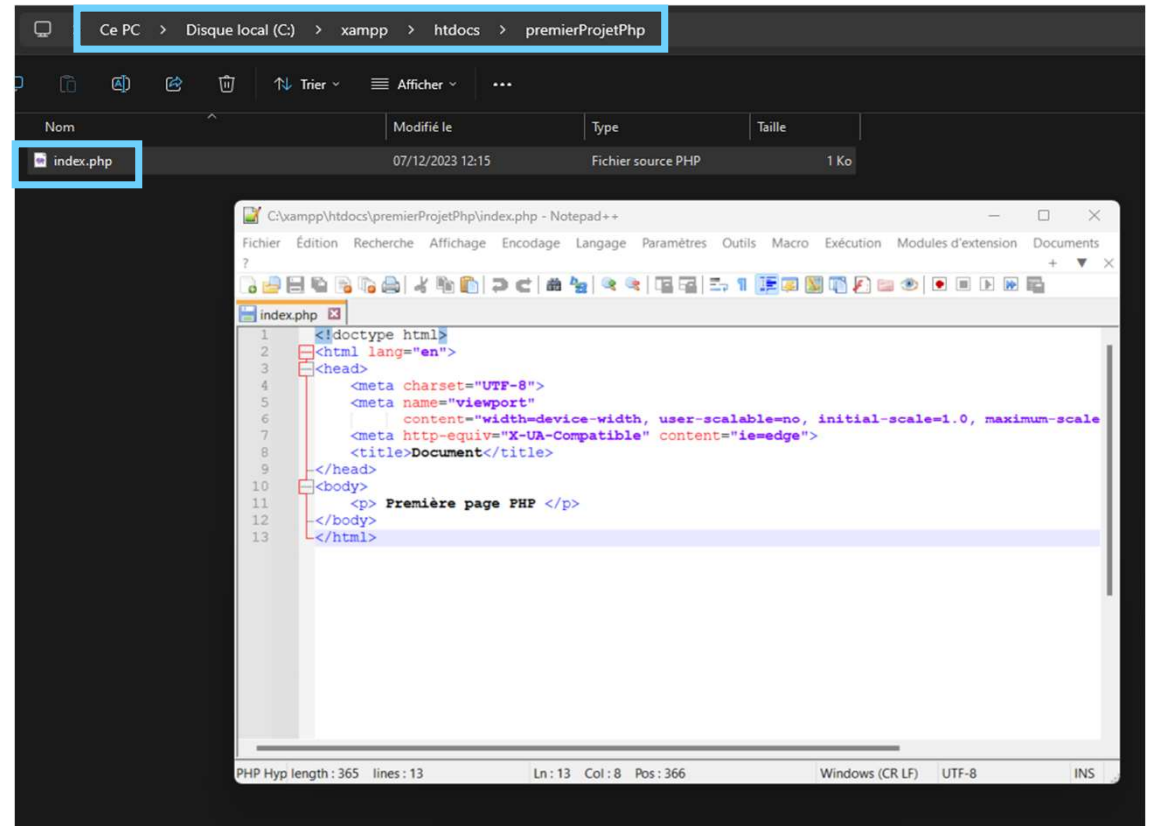 Ce PC > Disque local (C:) > xampp > htdocs > premierProjetPhp
Trier Afficher ...
Nom Modifié le Type Taille
index.php 07/12/2023 12:15 Fichier source PHP 1 Ko
C:\xampp\htdocs\premierProjetPhp\index.php - Notepad++
Fichier Édition Recherche Affichage Encodage Langage Paramètres Outils Macro Exécution Modules d'extension Documents
? + ▼ X
index.php
1 <!doctype html>
2 <html lang="en">
3 <head>
4 <meta charset="UTF-8">
5 <meta name="viewport"
6 content="width=device-width, user-scalable=no, initial-scale=1.0, maximum-scale
7 <meta http-equiv="X-UA-Compatible" content="ie=edge">
8 <title>Document</title>
9 </head>
10 <body>
11 <p> Première page PHP </p>
12 </body>
13 </html>
PHP Hyp length : 365 lines : 13 Ln : 13 Col : 8 Pos : 366 Windows (CR LF) UTF-8 INS